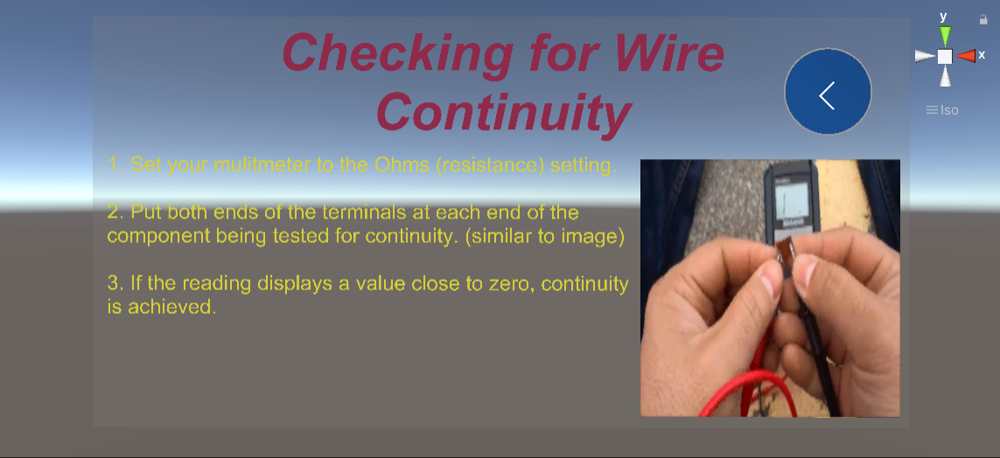 Checking for Wire
Continuity
1. Set your mulitmeter to the Ohms (resistance) setting.
2. Put both ends of the terminals at each end of the
component being tested for continuity. (similar to image)
3. If the reading displays a value close to zero, continuity
is achieved.
y
x
Iso